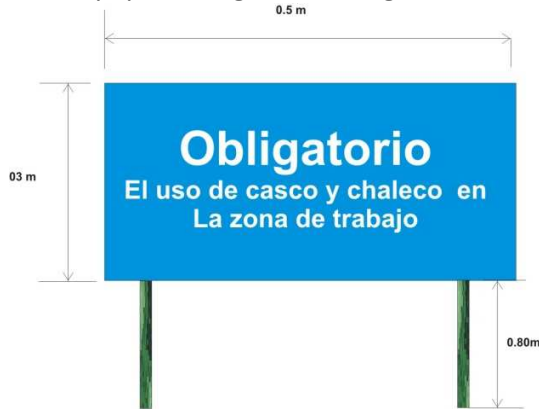 0.5 m
03 m
Obligatorio
El uso de casco y chaleco en
La zona de trabajo
0.80m